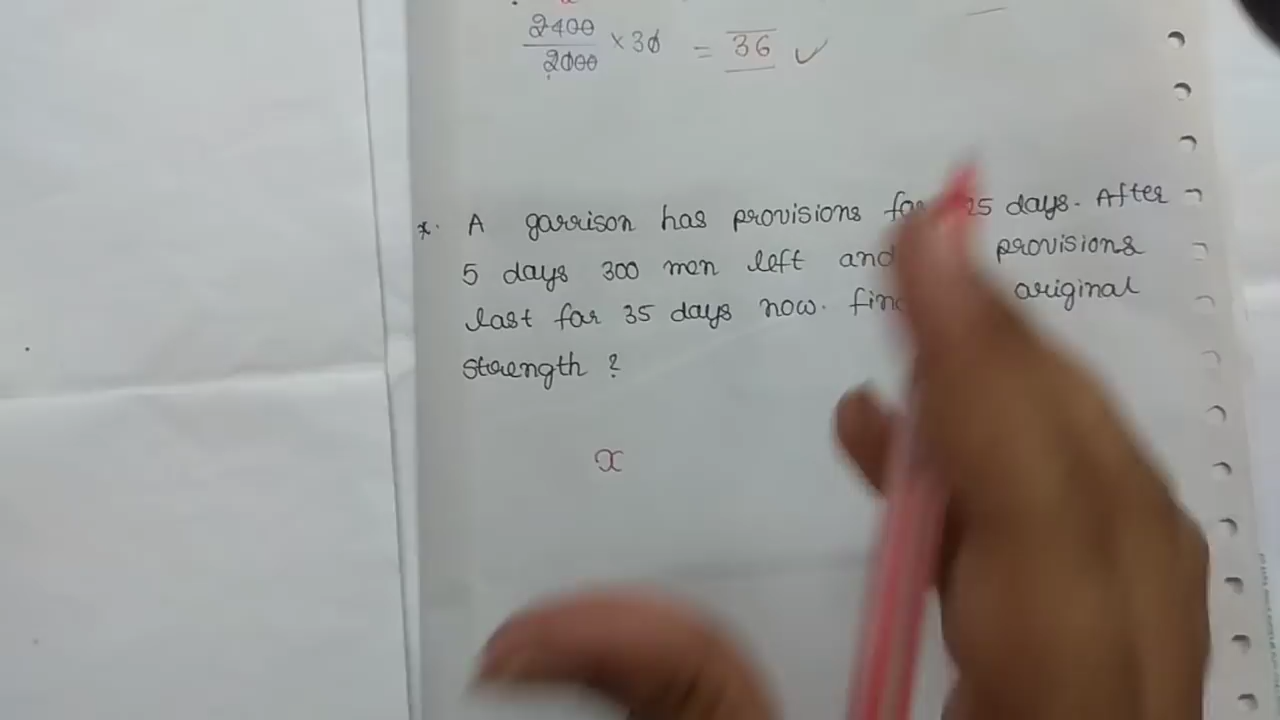 2400
2000 × 30 = 36 ✓
*. A garrison has provisions for 25 days. After
5 days 300 men left and provisions
last for 35 days now. find original
strength ?
x